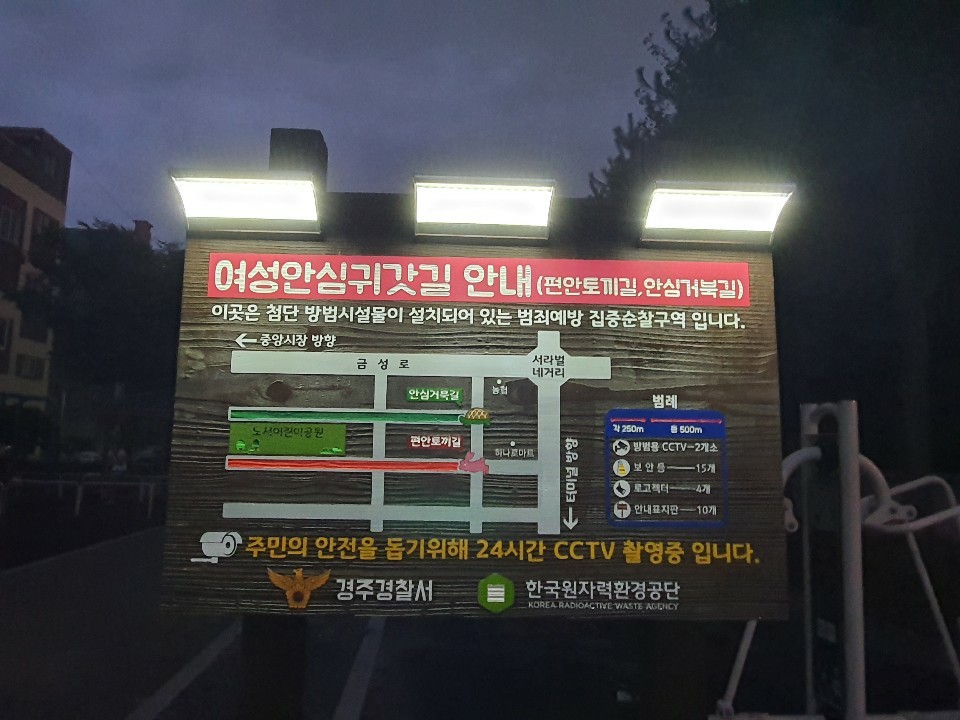 여성안심귀갓길 안내(편안토끼길,안심거북길)
이곳은 첨단 방범시설물이 설치되어 있는 범죄예방 집중순찰구역 입니다.
중앙시장 방향
금성로
서라벌
네거리
안심거북길
농협
노서어린이공원
편안토끼길
하나로마트
터미널 방향
범례
각 250m 총 500m
방범용 CCTV-2개소
보안등-15개
로고젝터-4개
안내표지판-10개
주민의 안전을 돕기위해 24시간 CCTV 촬영중 입니다.
경주경찰서
한국원자력환경공단
KOREA RADIOACTIVE WASTE AGENCY